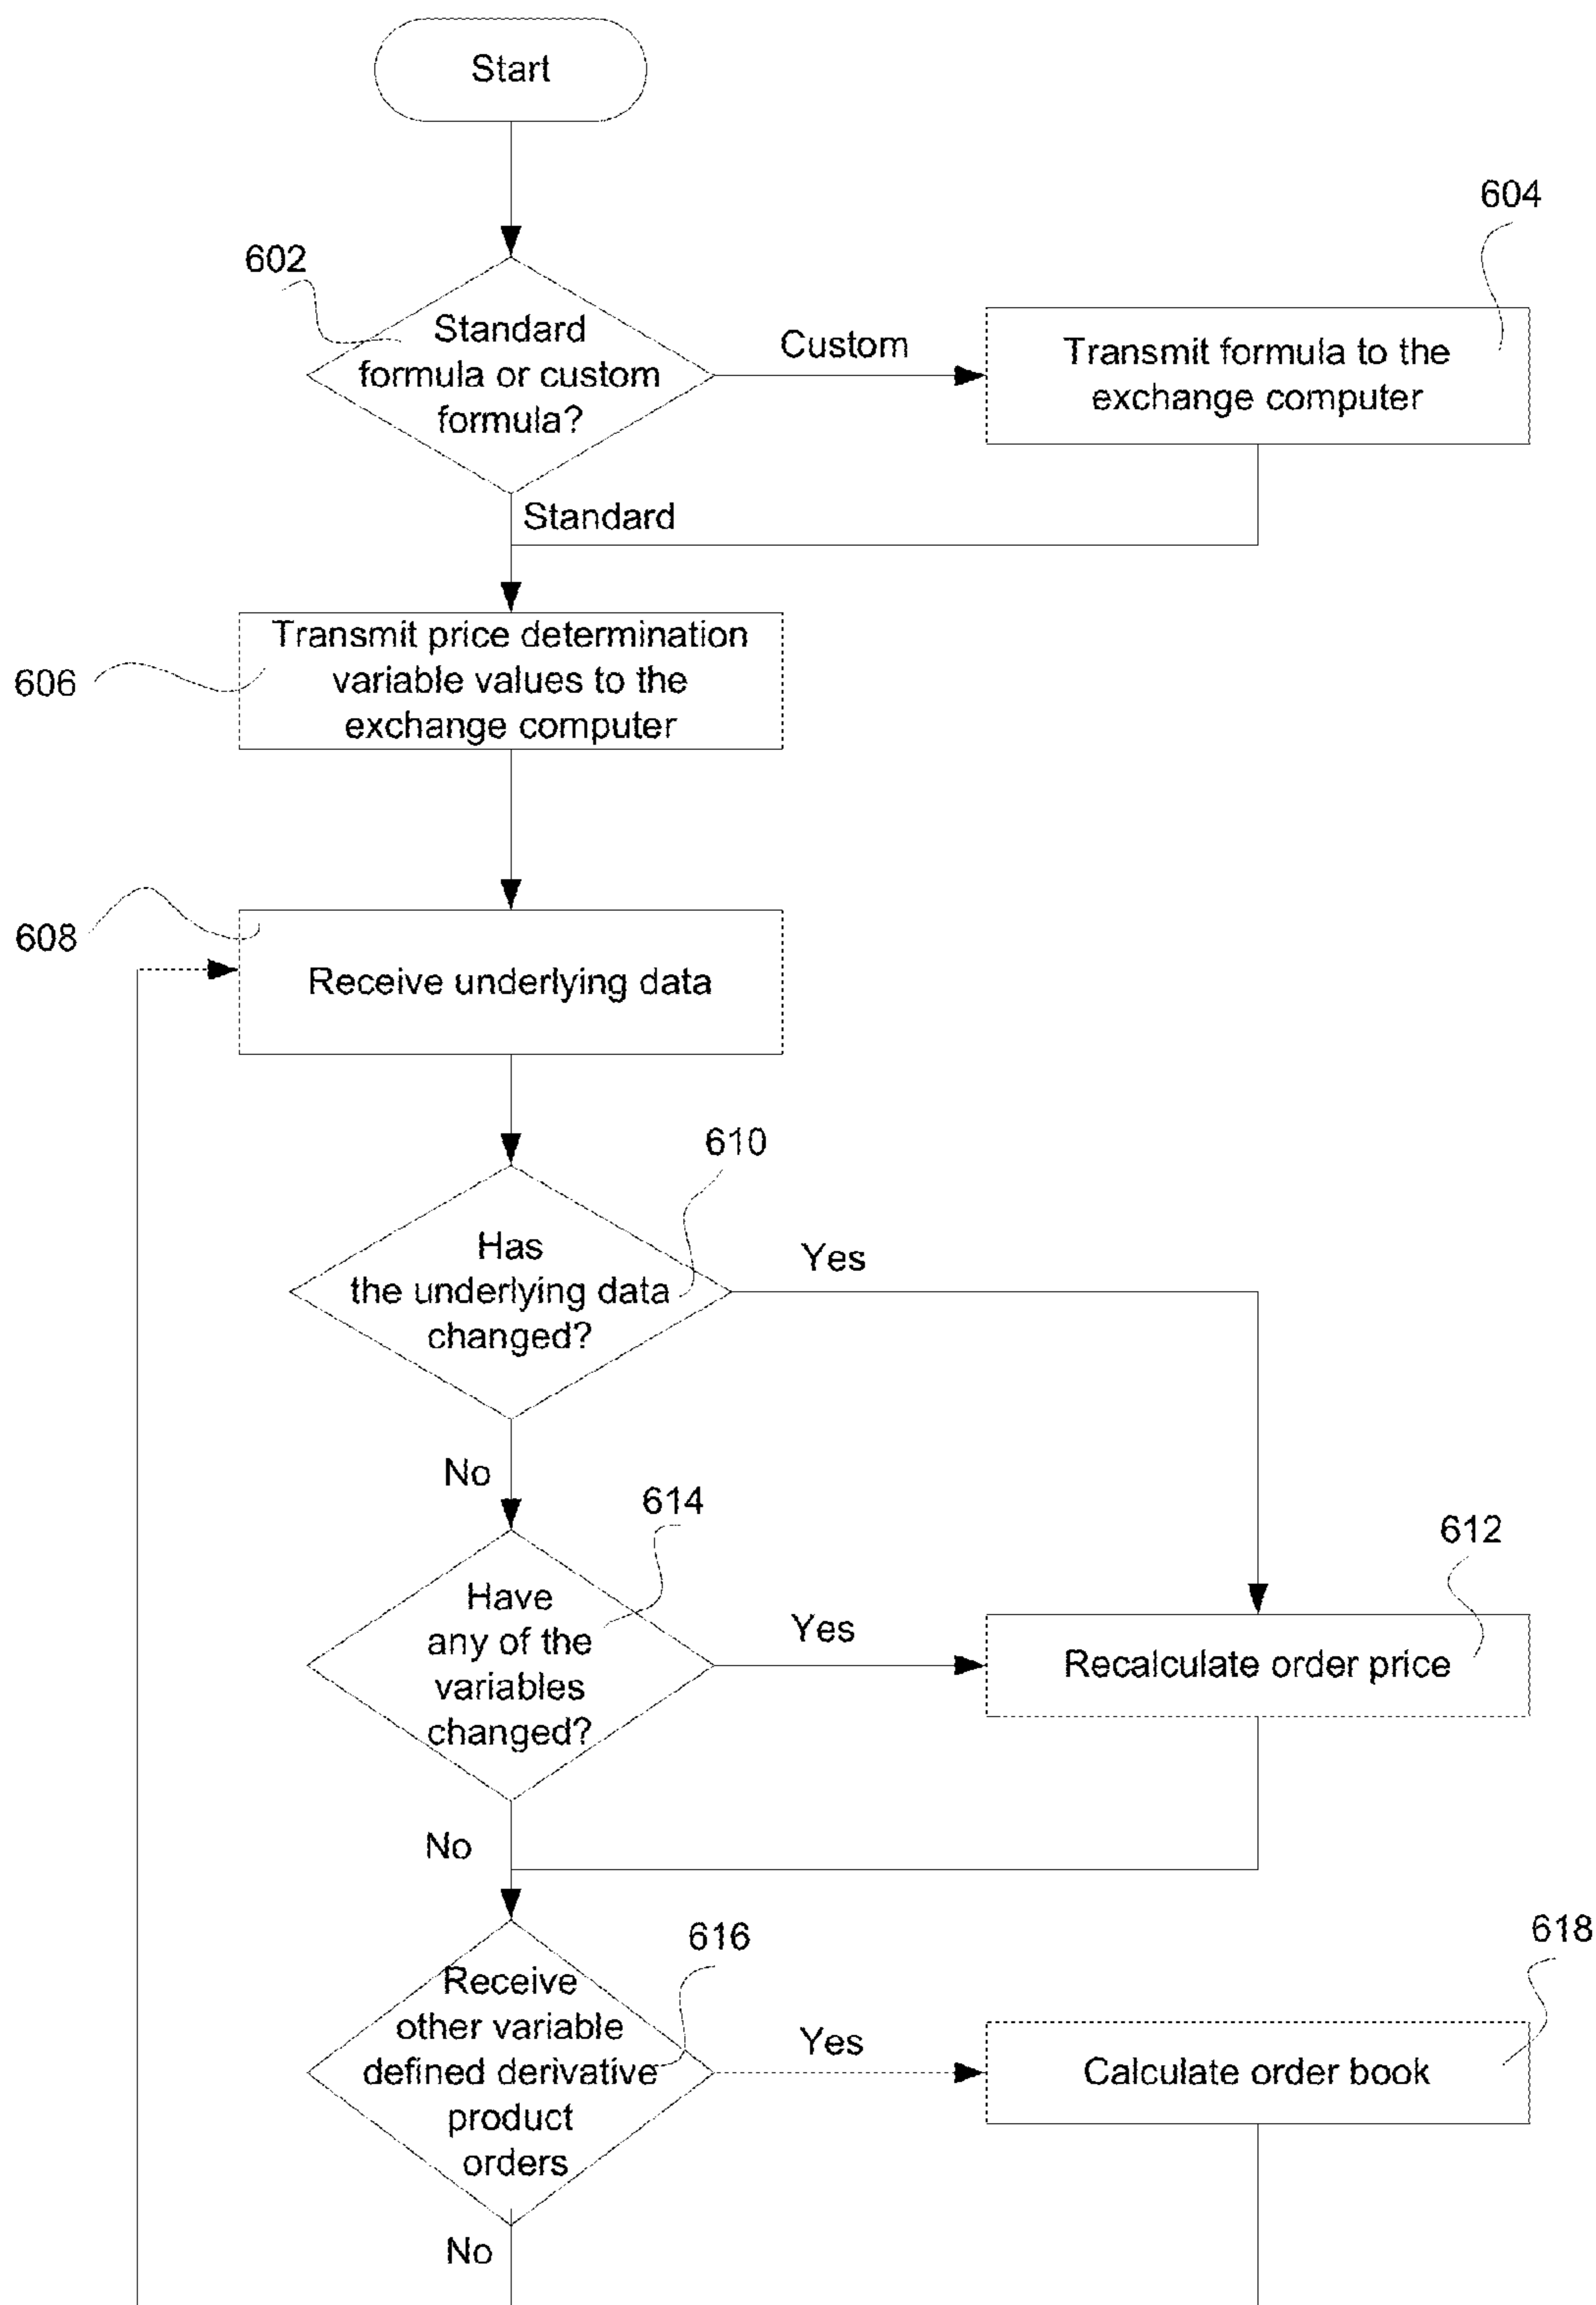 Start
604
602
Standard
formula or custom
formula?
Custom
Transmit formula to the
exchange computer
Standard
606
Transmit price determination
variable values to the
exchange computer
608
Receive underlying data
610
Has
the underlying data
changed?
Yes
No
614
612
Have
any of the
variables
changed?
Yes
Recalculate order price
No
616
618
Receive
other variable
defined derivative
product
orders
Yes
Calculate order book
No